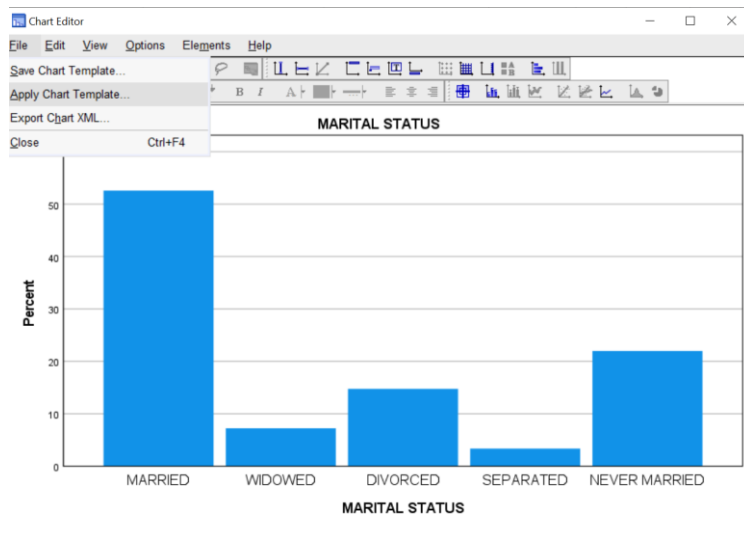 Chart Editor
File Edit View Options Elements Help
Save Chart Template...
Apply Chart Template...
Export Chart XML...
Close Ctrl+F4
B I A
MARITAL STATUS
50
40
30
20
10
0
Percent
MARRIED WIDOWED DIVORCED SEPARATED NEVER MARRIED
MARITAL STATUS